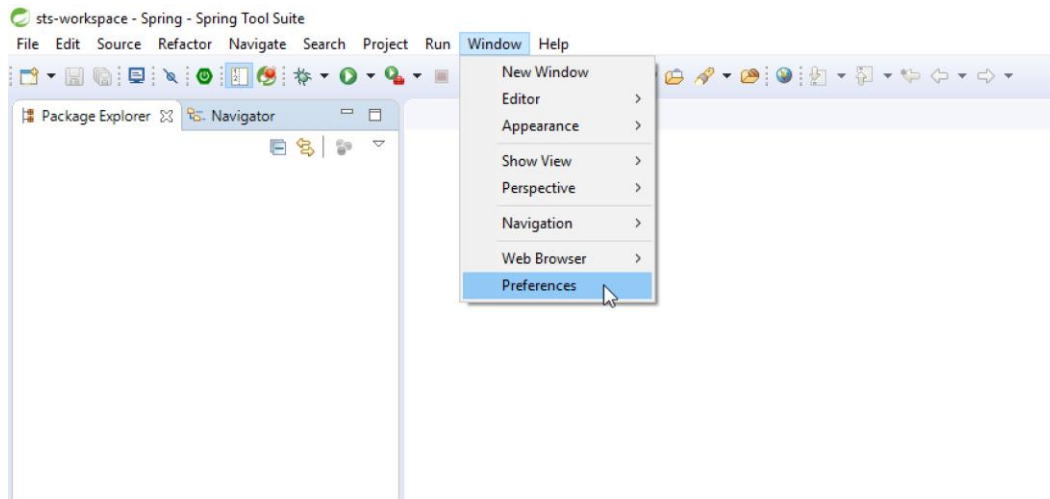 sts-workspace - Spring - Spring Tool Suite
File Edit Source Refactor Navigate Search Project Run Window Help
Package Explorer Navigator
New Window
Editor
Appearance
Show View
Perspective
Navigation
Web Browser
Preferences